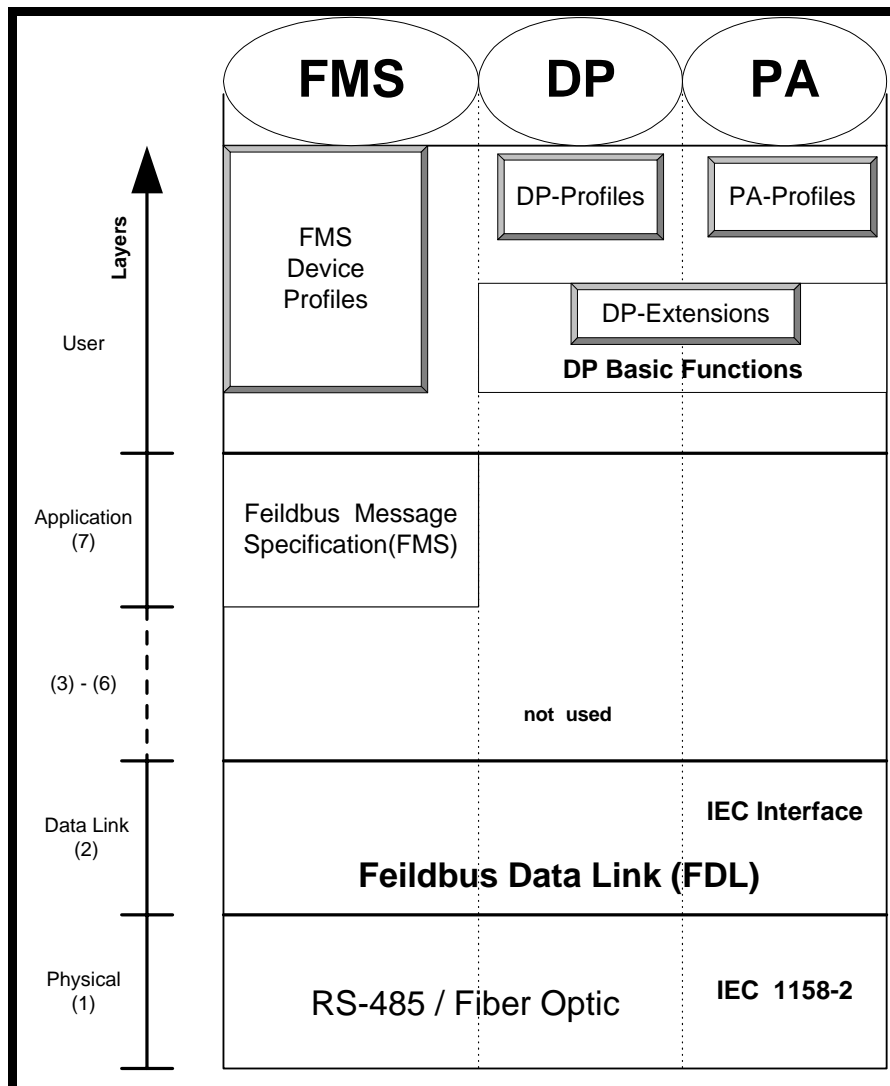 FMS DP PA
Layers
FMS
Device
Profiles
DP-Profiles
PA-Profiles
DP-Extensions
DP Basic Functions
User
Application
(7)
Feildbus Message
Specification(FMS)
(3) - (6)
not used
Data Link
(2)
IEC Interface
Feildbus Data Link (FDL)
Physical
(1)
RS-485 / Fiber Optic
IEC 1158-2